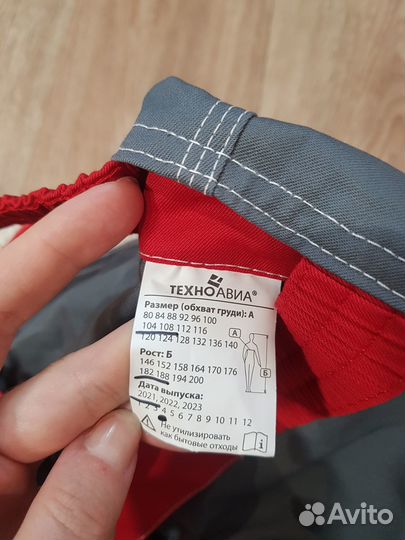 ТЕХНОАВИА®
Размер (обхват груди): А
80 84 88 92 96 100
104 108 112 116
120 124 128 132 136 140
А
Рост: Б
146 152 158 164 170 176
182 188 194 200
Б
Дата выпуска:
2021, 2022, 2023
1 2 3 4 5 6 7 8 9 10 11 12
Не утилизировать
как бытовые отходы
Avito